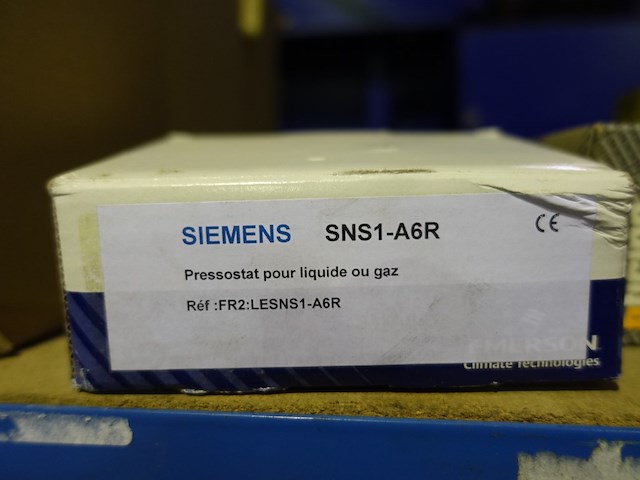 SIEMENS SNS1-A6R
CE
Pressostat pour liquide ou gaz
Réf :FR2:LESNS1-A6R
EMERSON
Climate Technologies